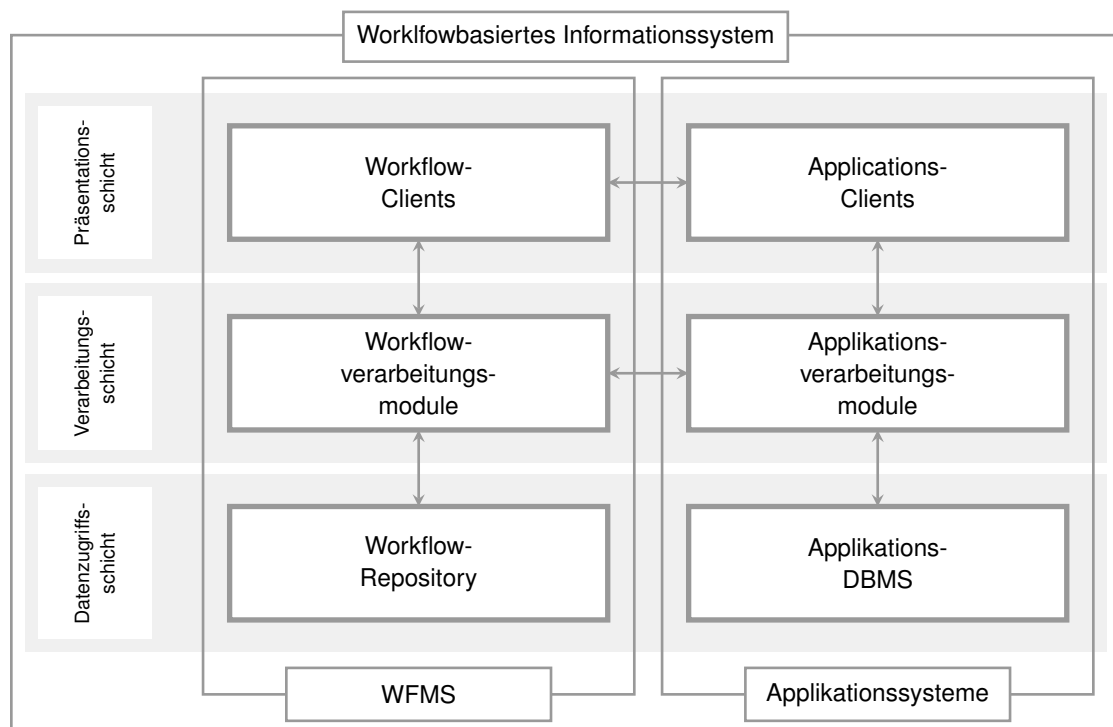 Worklfowbasiertes Informationssystem
Präsentations-
schicht
Workflow-
Clients
Applications-
Clients
Verarbeitungs-
schicht
Workflow-
verarbeitungs-
module
Applikations-
verarbeitungs-
module
Datenzugriffs-
schicht
Workflow-
Repository
Applikations-
DBMS
WFMS
Applikationssysteme